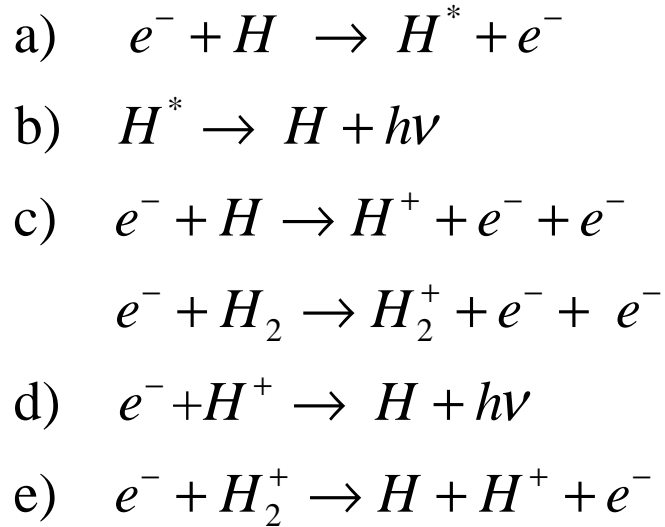 a) e⁻ + H → H* + e⁻
b) H* → H + hν
c) e⁻ + H → H⁺ + e⁻ + e⁻
e⁻ + H₂ → H₂⁺ + e⁻ + e⁻
d) e⁻ + H⁺ → H + hν
e) e⁻ + H₂⁺ → H + H⁺ + e⁻